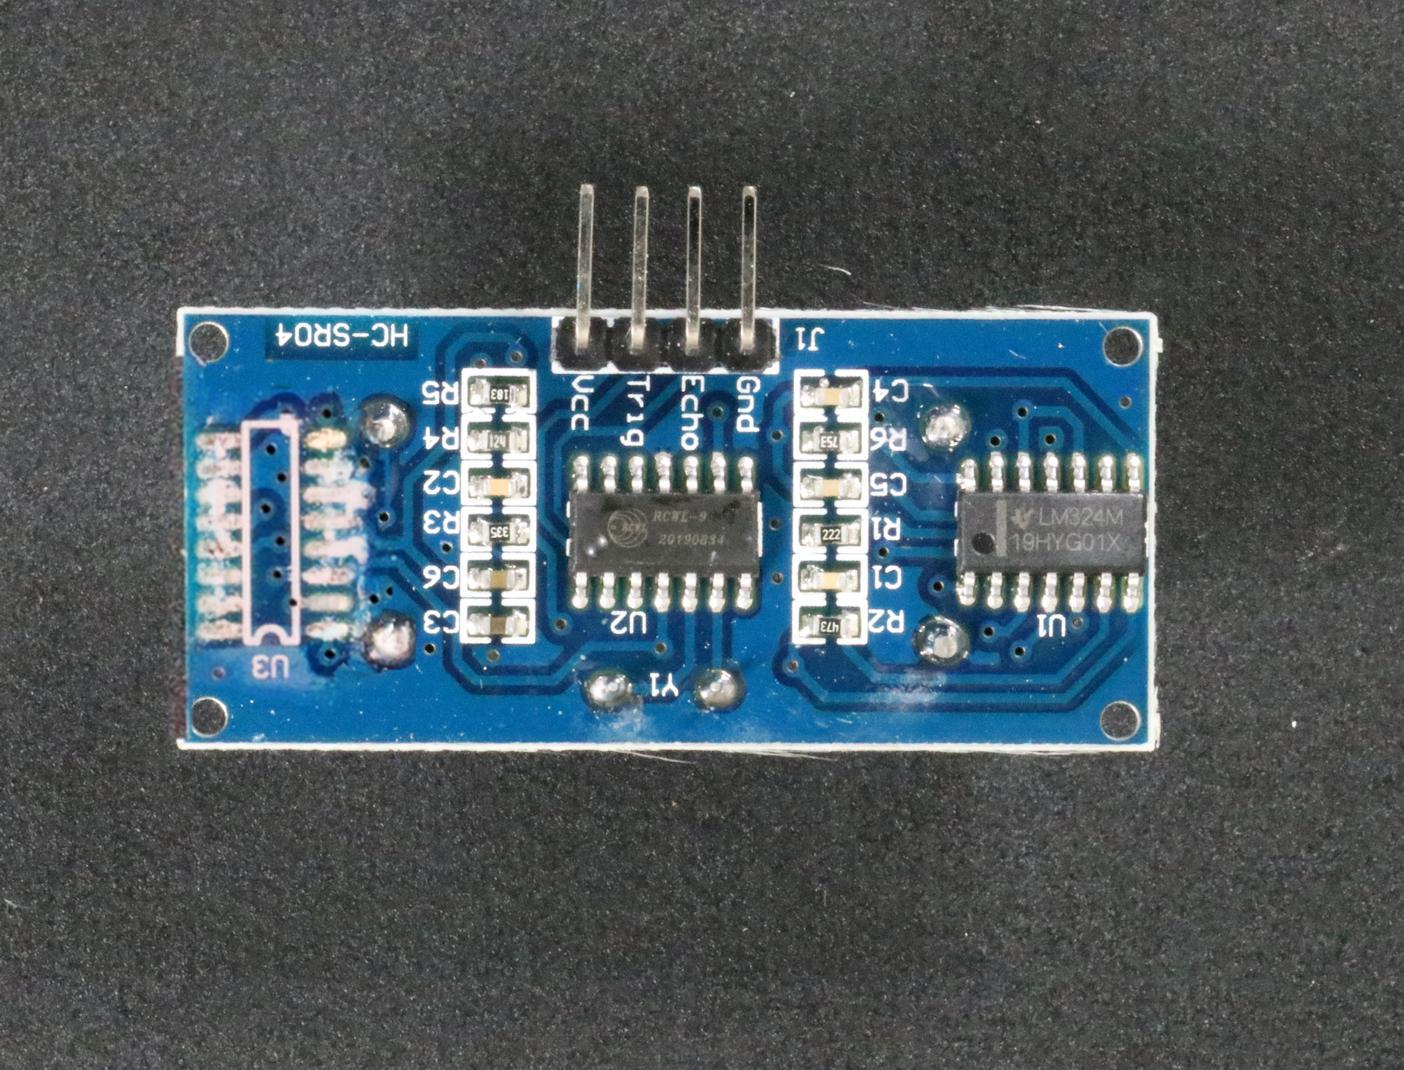 HC-SR04
J1
Vcc
Trig
Echo
Gnd
R5
183
R4
124
C2
R3
335
C6
C3
C4
R6
753
C5
R1
222
C1
R2
473
RCWL-9
20190834
U2
LM324M
19HYG01X
U1
U3
Y1